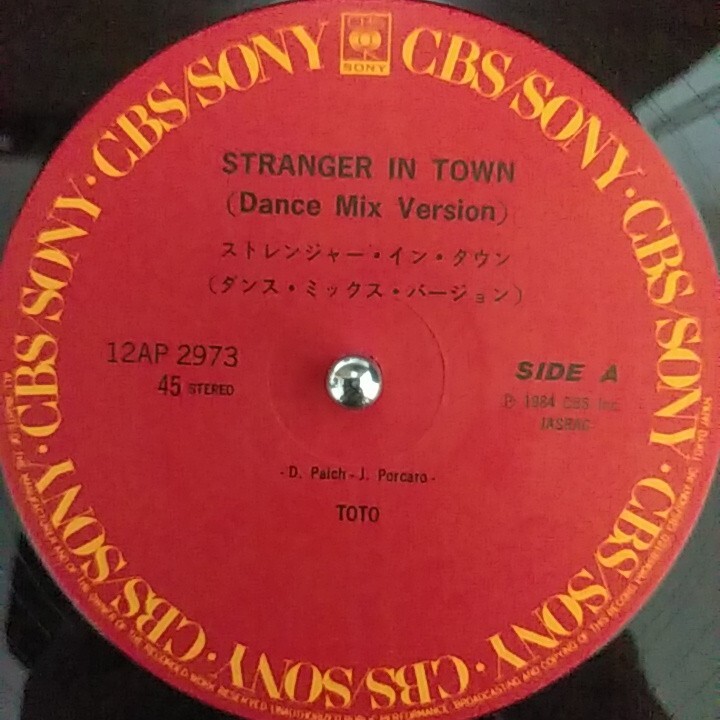 CBS
SONY
CBS/SONY · CBS/SONY · CBS/SONY · CBS/SONY · CBS/SONY · CBS/SONY · CBS/SONY · CBS/SONY
STRANGER IN TOWN
(Dance Mix Version)
ストレンジャー・イン・タウン
(ダンス・ミックス・バージョン)
12AP 2973
45 STEREO
SIDE A
Ⓟ 1984 CBS Inc.
JASRAC
-D. Paich-J. Porcaro-
TOTO